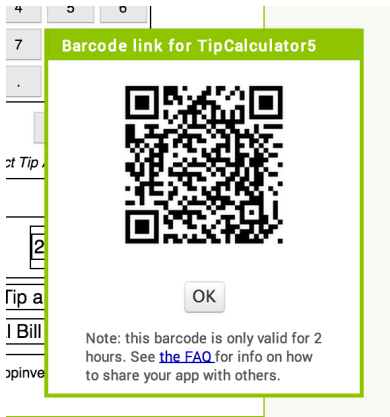 4 5 6
7
Barcode link for TipCalculator5
.
ct Tip
2
OK
Tip a
l Bill
Note: this barcode is only valid for 2
hours. See the FAQ for info on how
ppinve
to share your app with others.